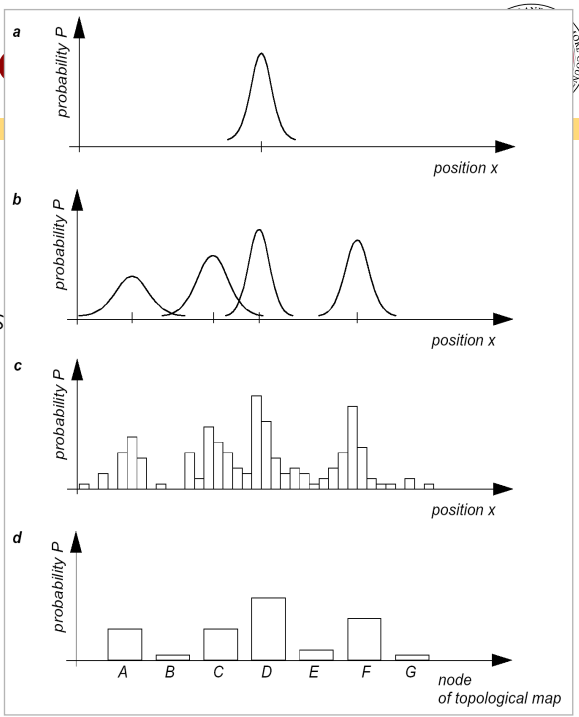 a
probability P
position x
b
probability P
position x
c
probability P
position x
d
probability P
A B C D E F G
node
of topological map